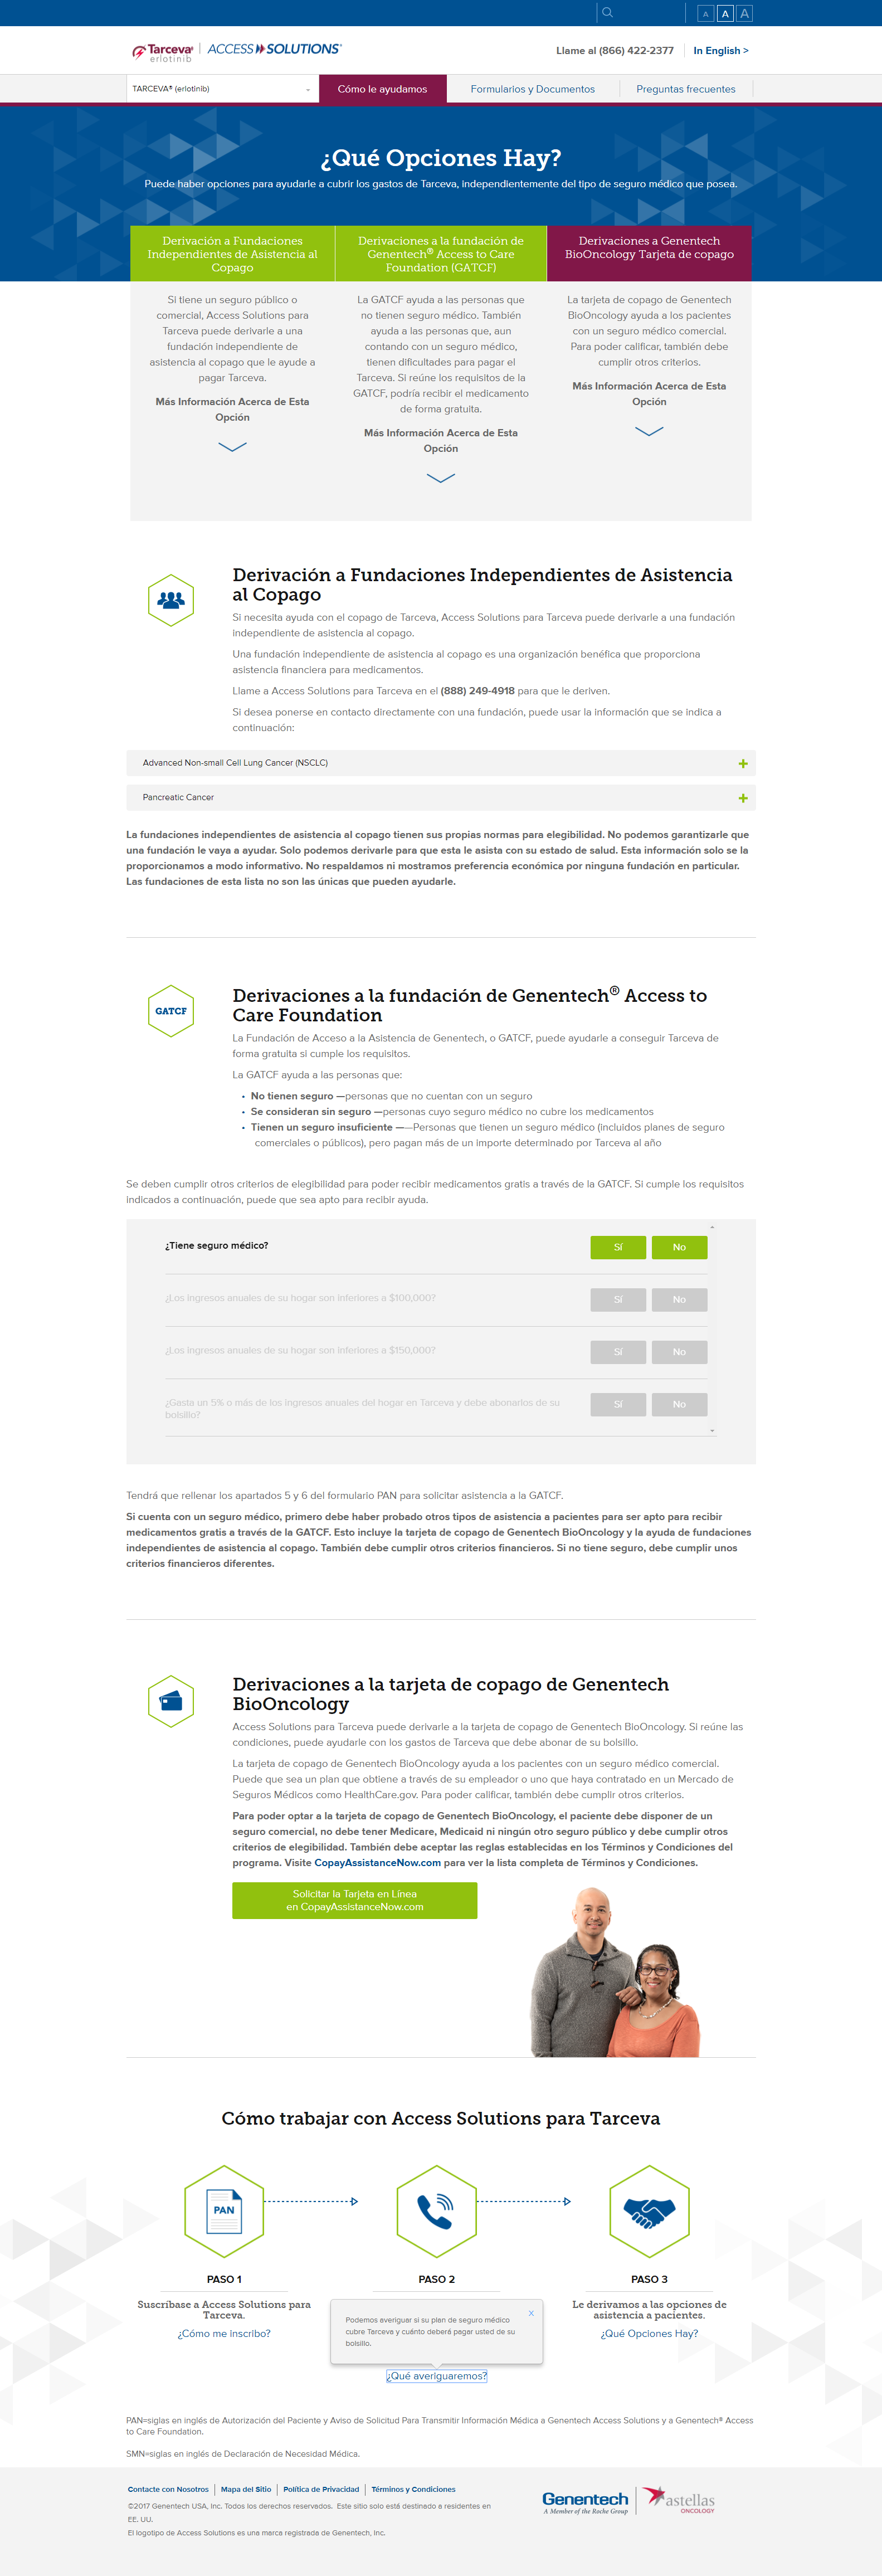 A A A
Tarceva®
erlotinib
ACCESS SOLUTIONS®
Llame al (866) 422-2377
In English >
TARCEVA® (erlotinib)
Cómo le ayudamos
Formularios y Documentos
Preguntas frecuentes
¿Qué Opciones Hay?
Puede haber opciones para ayudarle a cubrir los gastos de Tarceva, independientemente del tipo de seguro médico que posea.
Derivación a Fundaciones
Independientes de Asistencia al
Copago
Si tiene un seguro público o
comercial, Access Solutions para
Tarceva puede derivarle a una
fundación independiente de
asistencia al copago que le ayude a
pagar Tarceva.
Más Información Acerca de Esta
Opción
Derivaciones a la fundación de
Genentech® Access to Care
Foundation (GATCF)
La GATCF ayuda a las personas que
no tienen seguro médico. También
ayuda a las personas que, aun
contando con un seguro médico,
tienen dificultades para pagar el
Tarceva. Si reúne los requisitos de la
GATCF, podría recibir el medicamento
de forma gratuita.
Más Información Acerca de Esta
Opción
Derivaciones a Genentech
BioOncology Tarjeta de copago
La tarjeta de copago de Genentech
BioOncology ayuda a los pacientes
con un seguro médico comercial.
Para poder calificar, también debe
cumplir otros criterios.
Más Información Acerca de Esta
Opción
Derivación a Fundaciones Independientes de Asistencia
al Copago
Si necesita ayuda con el copago de Tarceva, Access Solutions para Tarceva puede derivarle a una fundación
independiente de asistencia al copago.
Una fundación independiente de asistencia al copago es una organización benéfica que proporciona
asistencia financiera para medicamentos.
Llame a Access Solutions para Tarceva en el (888) 249-4918 para que le deriven.
Si desea ponerse en contacto directamente con una fundación, puede usar la información que se indica a
continuación:
Advanced Non-small Cell Lung Cancer (NSCLC)
Pancreatic Cancer
La fundaciones independientes de asistencia al copago tienen sus propias normas para elegibilidad. No podemos garantizarle que
una fundación le vaya a ayudar. Solo podemos derivarle para que esta le asista con su estado de salud. Esta información solo se la
proporcionamos a modo informativo. No respaldamos ni mostramos preferencia económica por ninguna fundación en particular.
Las fundaciones de esta lista no son las únicas que pueden ayudarle.
GATCF
Derivaciones a la fundación de Genentech® Access to
Care Foundation
La Fundación de Acceso a la Asistencia de Genentech, o GATCF, puede ayudarle a conseguir Tarceva de
forma gratuita si cumple los requisitos.
La GATCF ayuda a las personas que:
• No tienen seguro —personas que no cuentan con un seguro
• Se consideran sin seguro —personas cuyo seguro médico no cubre los medicamentos
• Tienen un seguro insuficiente ——Personas que tienen un seguro médico (incluidos planes de seguro
comerciales o públicos), pero pagan más de un importe determinado por Tarceva al año
Se deben cumplir otros criterios de elegibilidad para poder recibir medicamentos gratis a través de la GATCF. Si cumple los requisitos
indicados a continuación, puede que sea apto para recibir ayuda.
¿Tiene seguro médico?
Sí
No
¿Los ingresos anuales de su hogar son inferiores a $100,000?
Sí
No
¿Los ingresos anuales de su hogar son inferiores a $150,000?
Sí
No
¿Gasta un 5% o más de los ingresos anuales del hogar en Tarceva y debe abonarlos de su
bolsillo?
Sí
No
Tendrá que rellenar los apartados 5 y 6 del formulario PAN para solicitar asistencia a la GATCF.
Si cuenta con un seguro médico, primero debe haber probado otros tipos de asistencia a pacientes para ser apto para recibir
medicamentos gratis a través de la GATCF. Esto incluye la tarjeta de copago de Genentech BioOncology y la ayuda de fundaciones
independientes de asistencia al copago. También debe cumplir otros criterios financieros. Si no tiene seguro, debe cumplir unos
criterios financieros diferentes.
Derivaciones a la tarjeta de copago de Genentech
BioOncology
Access Solutions para Tarceva puede derivarle a la tarjeta de copago de Genentech BioOncology. Si reúne las
condiciones, puede ayudarle con los gastos de Tarceva que debe abonar de su bolsillo.
La tarjeta de copago de Genentech BioOncology ayuda a los pacientes con un seguro médico comercial.
Puede que sea un plan que obtiene a través de su empleador o uno que haya contratado en un Mercado de
Seguros Médicos como HealthCare.gov. Para poder calificar, también debe cumplir otros criterios.
Para poder optar a la tarjeta de copago de Genentech BioOncology, el paciente debe disponer de un
seguro comercial, no debe tener Medicare, Medicaid ni ningún otro seguro público y debe cumplir otros
criterios de elegibilidad. También debe aceptar las reglas establecidas en los Términos y Condiciones del
programa. Visite CopayAssistanceNow.com para ver la lista completa de Términos y Condiciones.
Solicitar la Tarjeta en Línea
en CopayAssistanceNow.com
Cómo trabajar con Access Solutions para Tarceva
PAN
PASO 1
Suscríbase a Access Solutions para
Tarceva.
¿Cómo me inscribo?
PASO 2
X
Podemos averiguar si su plan de seguro médico
cubre Tarceva y cuánto deberá pagar usted de su
bolsillo.
¿Qué averiguaremos?
PASO 3
Le derivamos a las opciones de
asistencia a pacientes.
¿Qué Opciones Hay?
PAN=siglas en inglés de Autorización del Paciente y Aviso de Solicitud Para Transmitir Información Médica a Genentech Access Solutions y a Genentech® Access
to Care Foundation.
SMN=siglas en inglés de Declaración de Necesidad Médica.
Contacte con Nosotros
Mapa del Sitio
Política de Privacidad
Términos y Condiciones
©2017 Genentech USA, Inc. Todos los derechos reservados. Este sitio solo está destinado a residentes en
EE. UU.
El logotipo de Access Solutions es una marca registrada de Genentech, Inc.
Genentech
A Member of the Roche Group
astellas
ONCOLOGY